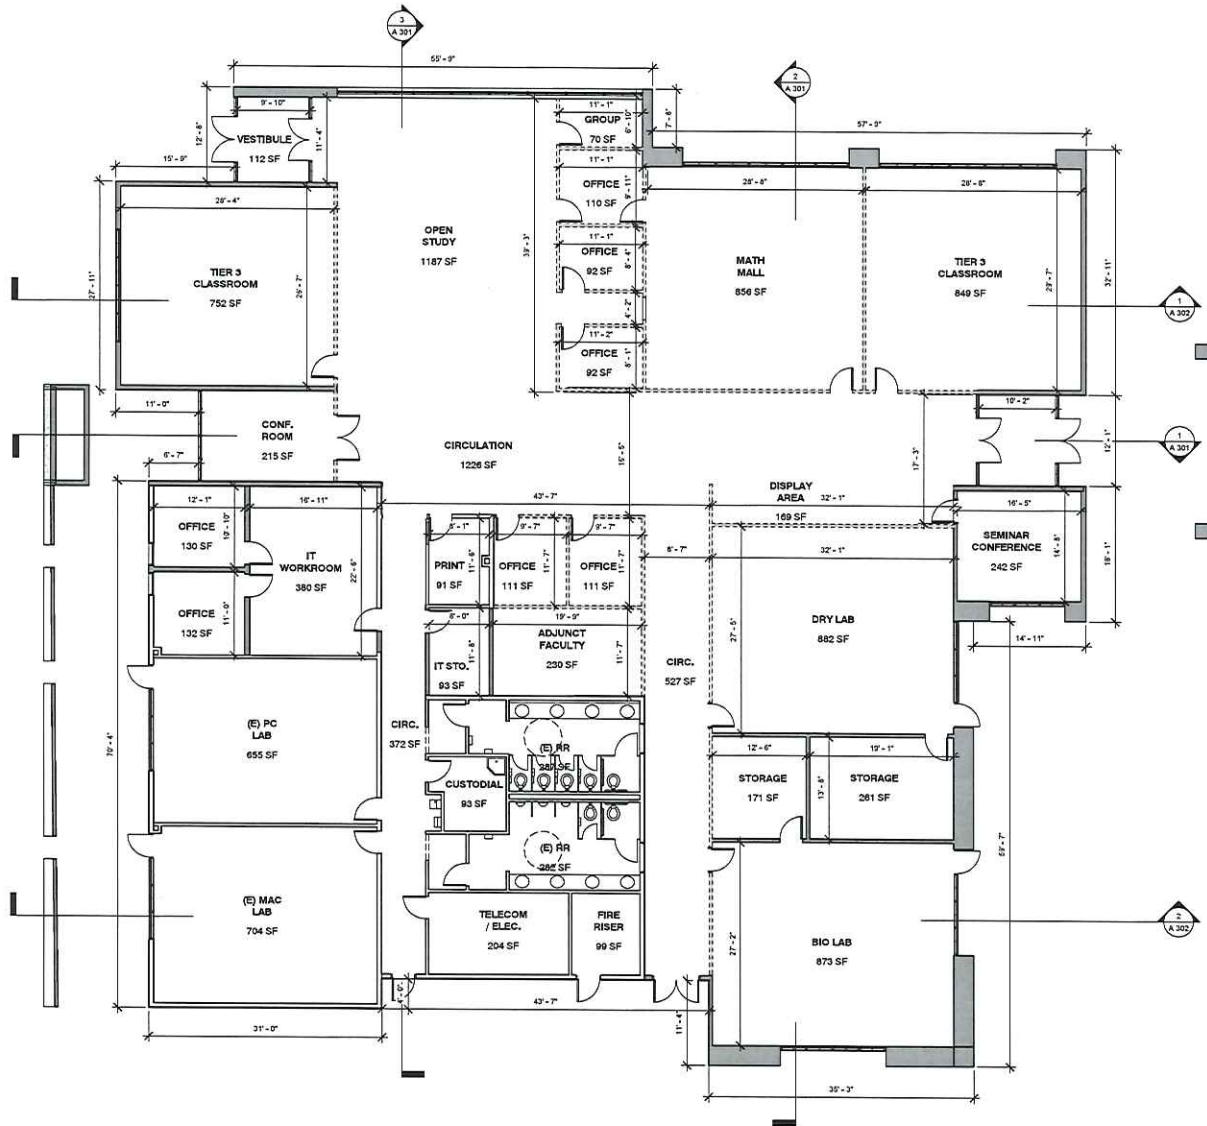 3
A 301
55' - 9"
2
A 301
9' - 10"
11' - 1"
GROUP
70 SF
6' - 10"
7' - 6"
57' - 9"
12' - 8"
VESTIBULE
112 SF
11' - 4"
15' - 9"
11' - 1"
OFFICE
110 SF
9' - 11"
28' - 4"
28' - 8"
28' - 8"
OPEN
STUDY
1187 SF
39' - 3"
11' - 1"
OFFICE
92 SF
8' - 4"
27' - 11"
TIER 3
CLASSROOM
752 SF
26' - 7"
MATH
MALL
856 SF
TIER 3
CLASSROOM
849 SF
29' - 7"
32' - 11"
1
A 302
4' - 2"
11' - 2"
OFFICE
92 SF
8' - 1"
11' - 0"
10' - 2"
CONF.
ROOM
215 SF
CIRCULATION
1226 SF
15' - 5"
17' - 3"
12' - 1"
1
A 301
6' - 7"
DISPLAY
AREA
169 SF
12' - 1"
16' - 11"
43' - 7"
32' - 1"
16' - 5"
OFFICE
130 SF
10' - 10"
IT
WORKROOM
380 SF
22' - 6"
PRINT
91 SF
11' - 6"
9' - 7"
OFFICE
111 SF
11' - 7"
9' - 7"
OFFICE
111 SF
11' - 7"
8' - 7"
32' - 1"
SEMINAR
CONFERENCE
242 SF
14' - 8"
18' - 1"
OFFICE
132 SF
11' - 0"
19' - 9"
ADJUNCT
FACULTY
230 SF
11' - 7"
27' - 5"
DRY LAB
882 SF
14' - 11"
IT STO.
93 SF
11' - 8"
CIRC.
527 SF
70' - 4"
(E) PC
LAB
655 SF
CIRC.
372 SF
(E) RR
12' - 6"
19' - 1"
CUSTODIAL
93 SF
STORAGE
171 SF
13' - 8"
STORAGE
261 SF
59' - 7"
(E) RR
282 SF
(E) MAC
LAB
704 SF
TELECOM
/ ELEC.
204 SF
FIRE
RISER
99 SF
27' - 2"
BIO LAB
873 SF
2
A 302
4' - 0"
43' - 7"
11' - 4"
31' - 0"
35' - 3"